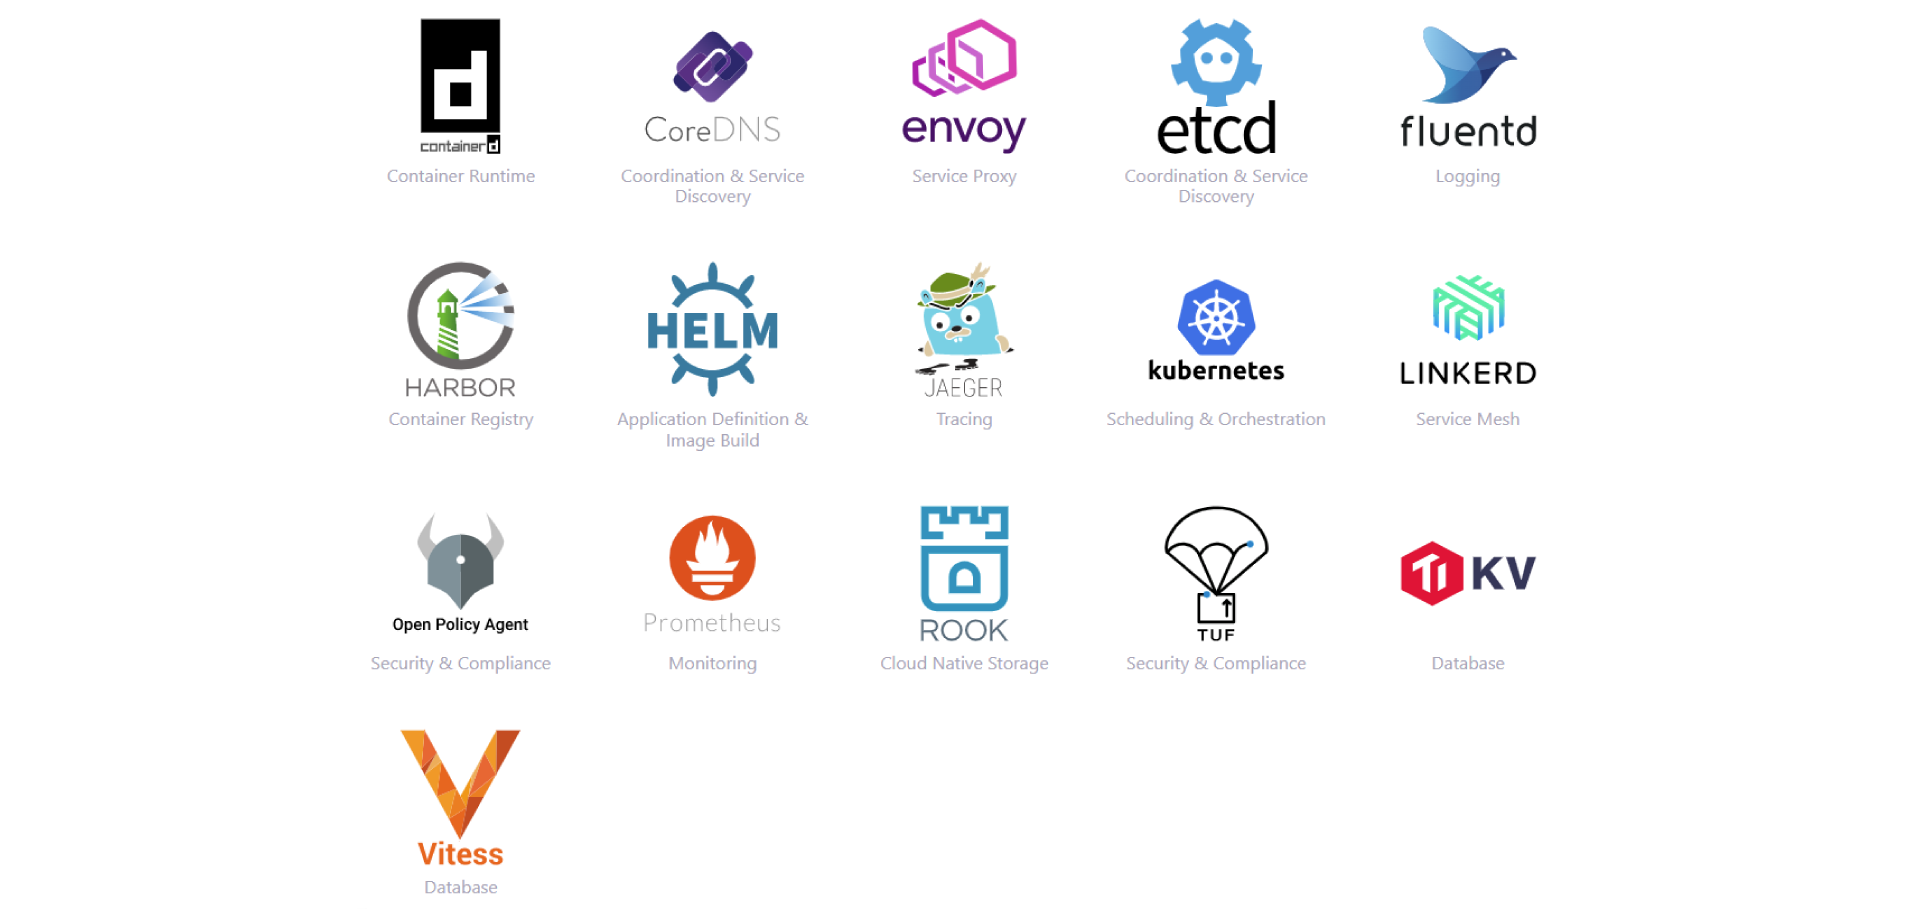 d
containerd
Container Runtime
CoreDNS
Coordination & Service
Discovery
envoy
Service Proxy
etcd
Coordination & Service
Discovery
fluentd
Logging
HARBOR
Container Registry
HELM
Application Definition &
Image Build
JAEGER
Tracing
kubernetes
Scheduling & Orchestration
LINKERD
Service Mesh
Open Policy Agent
Security & Compliance
Prometheus
Monitoring
ROOK
Cloud Native Storage
TUF
Security & Compliance
TiKV
Database
Vitess
Database